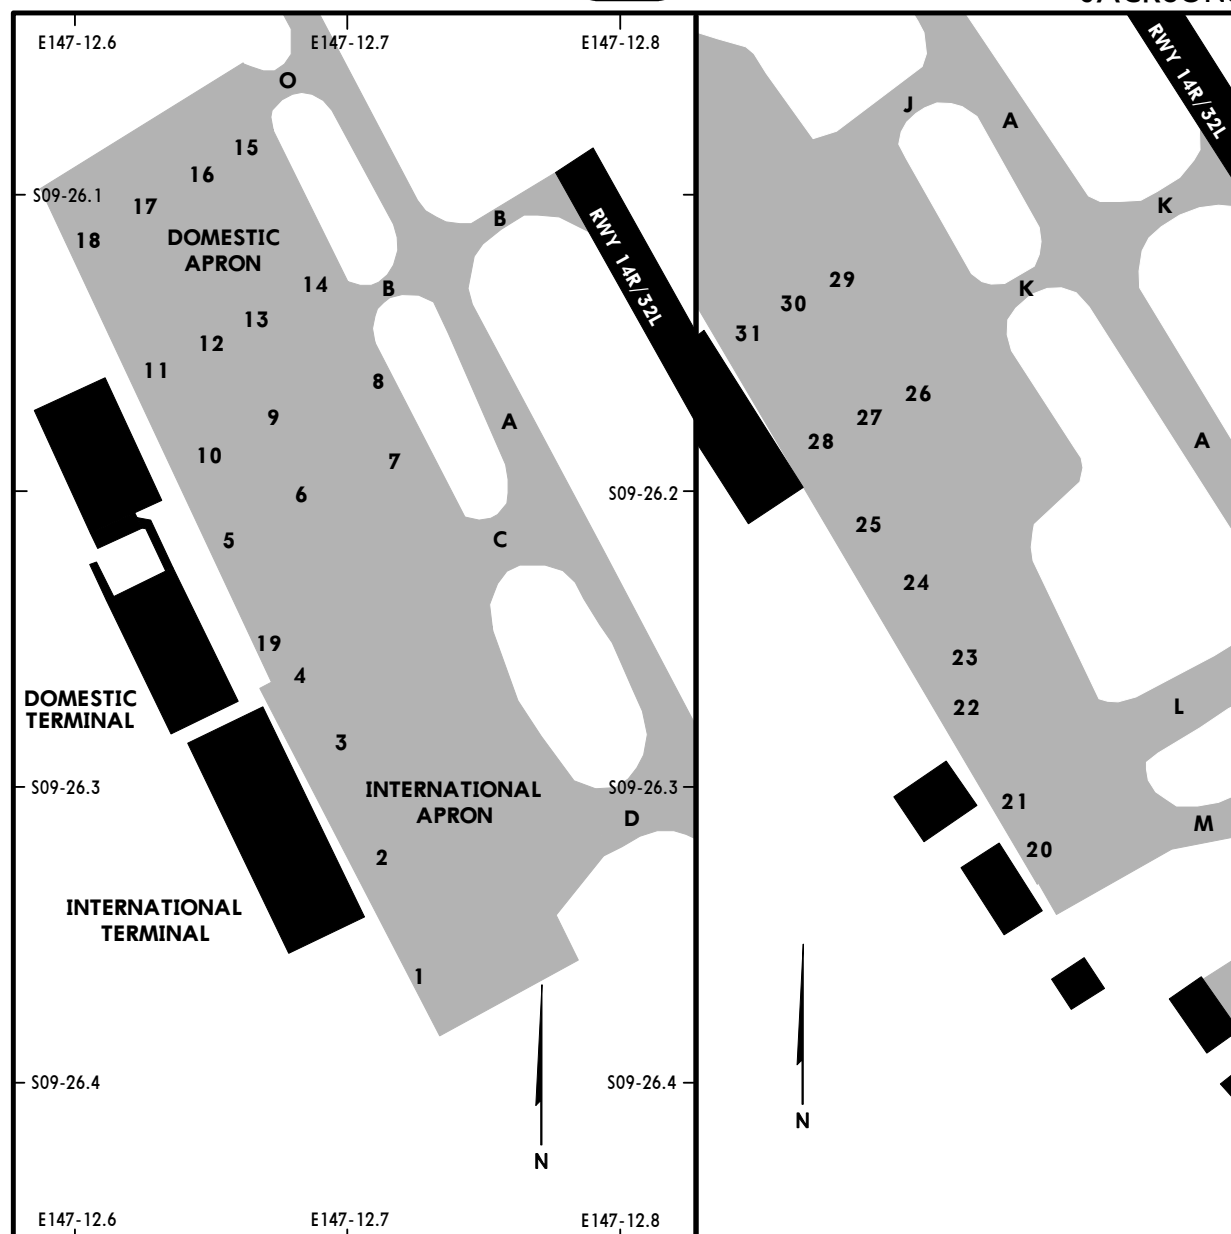 E147-12.6
E147-12.7
E147-12.8
O
15
16
S09-26.1
17
18
B
DOMESTIC
APRON
RWY 14R/32L
14
B
13
12
11
8
9
A
10
7
6
S09-26.2
5
C
19
4
DOMESTIC
TERMINAL
3
S09-26.3
INTERNATIONAL
APRON
S09-26.3
D
2
INTERNATIONAL
TERMINAL
1
S09-26.4
S09-26.4
N
E147-12.6
E147-12.7
E147-12.8
RWY 14R/32L
J
A
K
29
K
30
31
26
27
28
A
25
24
23
22
L
21
M
20
N